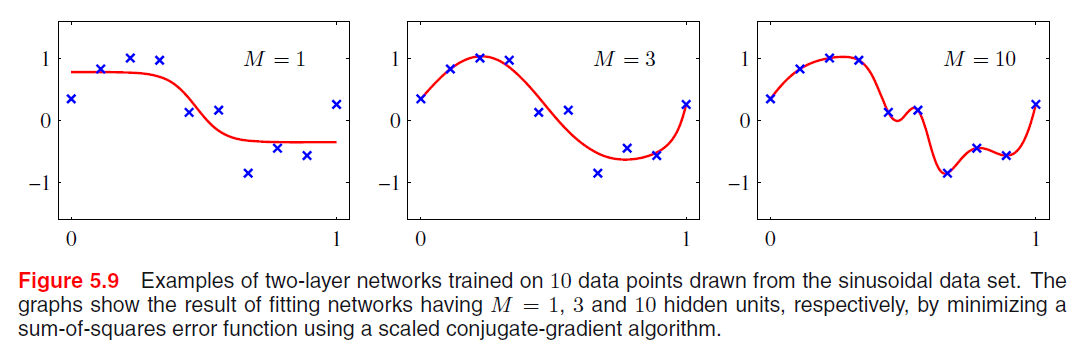 M = 1
M = 3
M = 10
1
0
−1
0
1
1
0
−1
0
1
1
0
−1
0
1
Figure 5.9 Examples of two-layer networks trained on 10 data points drawn from the sinusoidal data set. The
graphs show the result of fitting networks having M = 1, 3 and 10 hidden units, respectively, by minimizing a
sum-of-squares error function using a scaled conjugate-gradient algorithm.